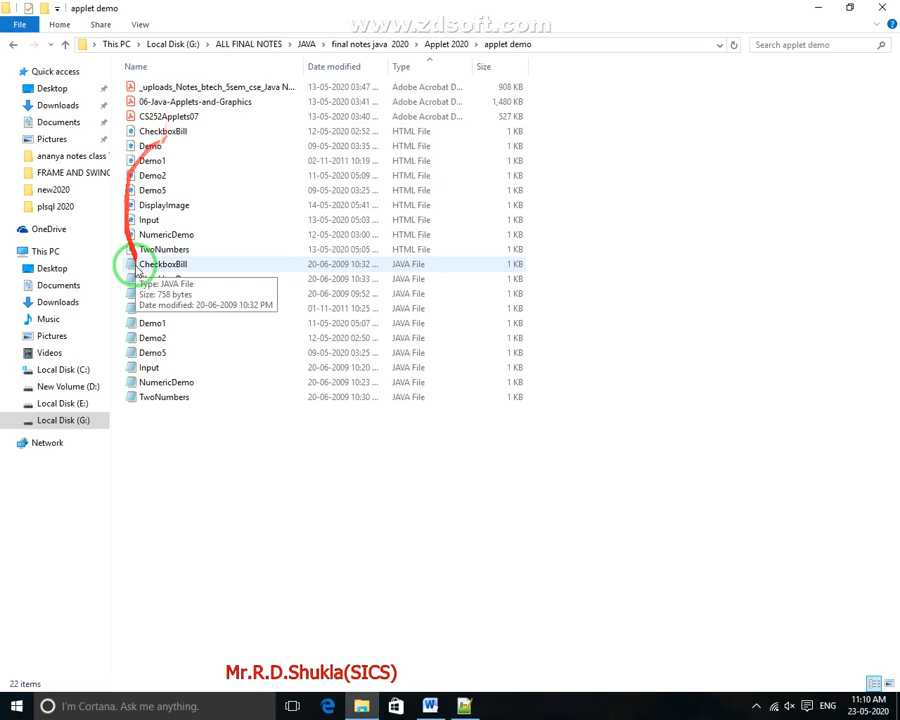 applet demo
www.zdsoft.com
File Home Share View
This PC Local Disk (G:) ALL FINAL NOTES JAVA final notes java 2020 Applet 2020 applet demo
Search applet demo
Name Date modified Type Size
Quick access
Desktop
Downloads
Documents
Pictures
ananya notes class
FRAME AND SWING
new2020
plsql 2020
OneDrive
This PC
Desktop
Documents
Downloads
Music
Pictures
Videos
Local Disk (C:)
New Volume (D:)
Local Disk (E:)
Local Disk (G:)
Network
_uploads_Notes_btech_5sem_cse_Java N... 13-05-2020 03:47 ... Adobe Acrobat D... 908 KB
06-Java-Applets-and-Graphics 13-05-2020 03:41 ... Adobe Acrobat D... 1,480 KB
CS252Applets07 13-05-2020 03:40 ... Adobe Acrobat D... 527 KB
CheckboxBill 12-05-2020 02:52 ... HTML File 1 KB
Demo 09-05-2020 03:35 ... HTML File 1 KB
Demo1 02-11-2011 10:19 ... HTML File 1 KB
Demo2 11-05-2020 05:09 ... HTML File 1 KB
Demo5 09-05-2020 03:25 ... HTML File 1 KB
DisplayImage 14-05-2020 05:41 ... HTML File 1 KB
Input 13-05-2020 05:03 ... HTML File 1 KB
NumericDemo 12-05-2020 03:00 ... HTML File 1 KB
TwoNumbers 13-05-2020 05:05 ... HTML File 1 KB
CheckboxBill 20-06-2009 10:32 ... JAVA File 1 KB
20-06-2009 10:33 ... JAVA File 1 KB
Type: JAVA File
Size: 758 bytes
Date modified: 20-06-2009 10:32 PM
20-06-2009 09:52 ... JAVA File 1 KB
01-11-2011 10:25 ... JAVA File 1 KB
Demo1 11-05-2020 05:07 ... JAVA File 1 KB
Demo2 12-05-2020 02:50 ... JAVA File 1 KB
Demo5 09-05-2020 03:25 ... JAVA File 1 KB
Input 20-06-2009 10:20 ... JAVA File 1 KB
NumericDemo 20-06-2009 10:23 ... JAVA File 1 KB
TwoNumbers 20-06-2009 10:30 ... JAVA File 1 KB
Mr.R.D.Shukla(SICS)
22 items
I'm Cortana. Ask me anything.
ENG
11:10 AM
23-05-2020